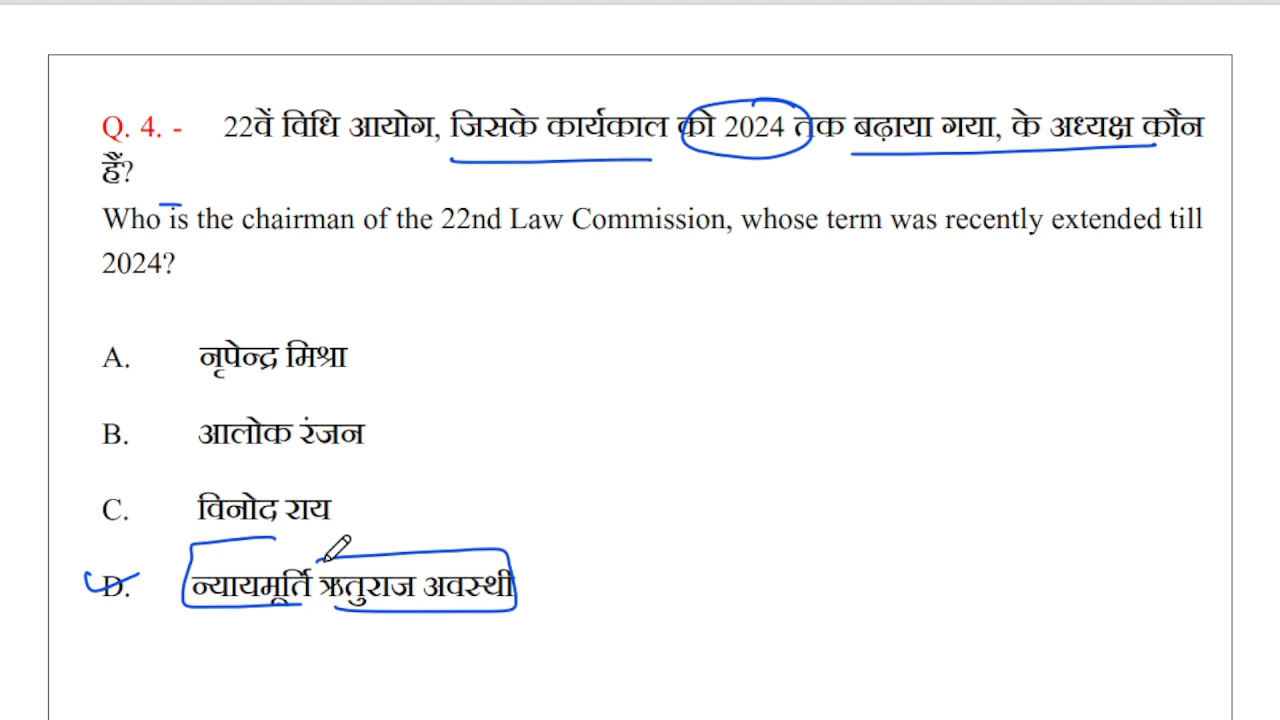 Q. 4. - 22वें विधि आयोग, जिसके कार्यकाल को 2024 तक बढ़ाया गया, के अध्यक्ष कौन
हैं?
Who is the chairman of the 22nd Law Commission, whose term was recently extended till
2024?
A. नृपेन्द्र मिश्रा
B. आलोक रंजन
C. विनोद राय
D. न्यायमूर्ति ऋतुराज अवस्थी